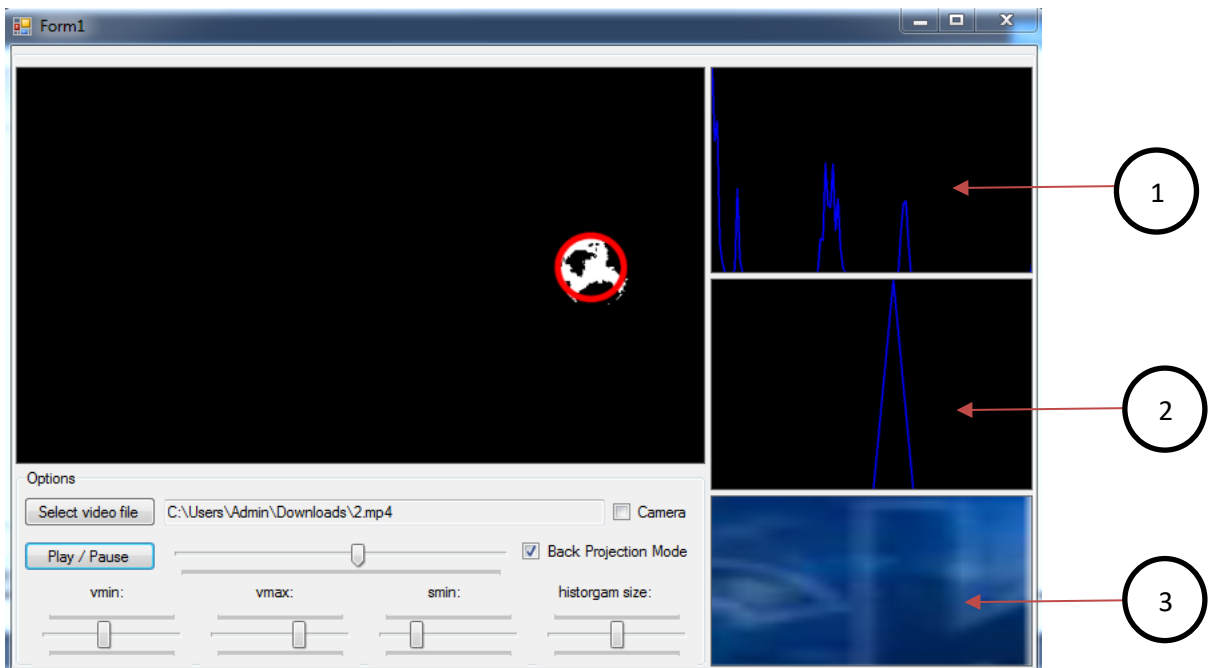 Form1
1
2
Options
Select video file C:\Users\Admin\Downloads\2.mp4 Camera
Play / Pause Back Projection Mode
vmin: vmax: smin: historgam size:
3